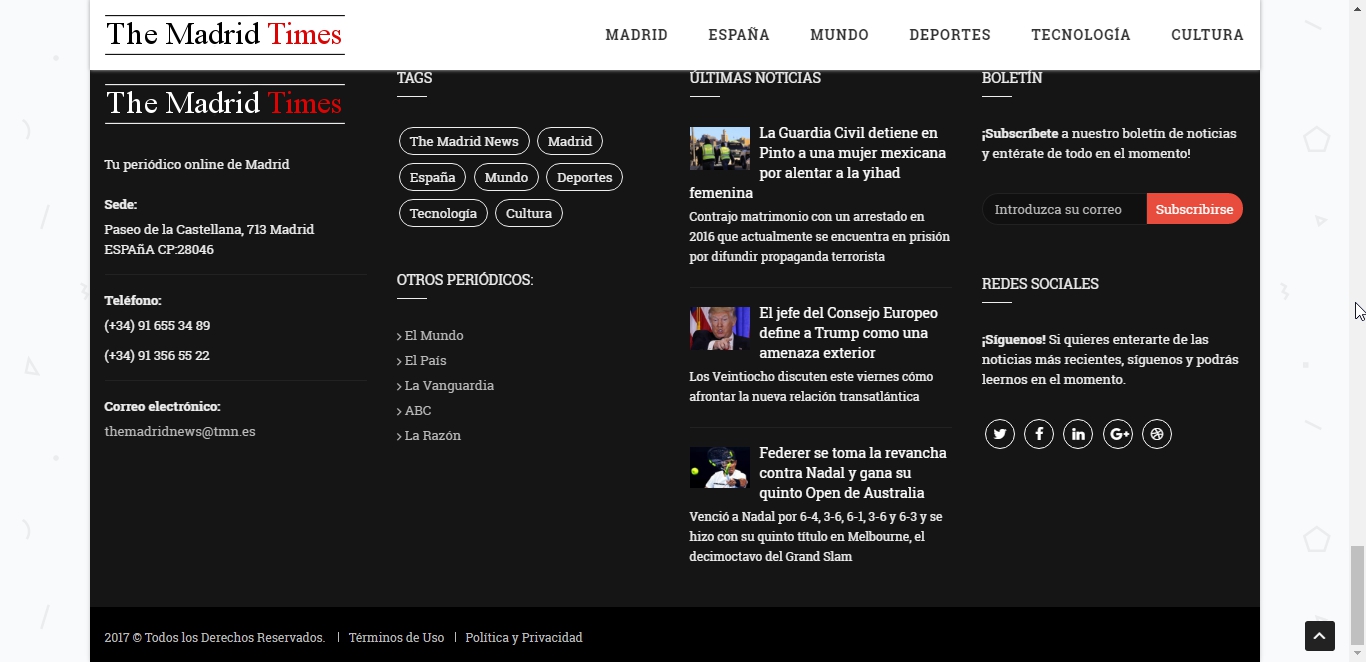 The Madrid Times
MADRID ESPAÑA MUNDO DEPORTES TECNOLOGÍA CULTURA
The Madrid Times
Tu periódico online de Madrid
Sede:
Paseo de la Castellana, 713 Madrid
ESPAñA CP:28046
Teléfono:
(+34) 91 655 34 89
(+34) 91 356 55 22
Correo electrónico:
themadridnews@tmn.es
TAGS
The Madrid News Madrid
España Mundo Deportes
Tecnología Cultura
OTROS PERIÓDICOS:
El Mundo
El País
La Vanguardia
ABC
La Razón
ÚLTIMAS NOTICIAS
La Guardia Civil detiene en
Pinto a una mujer mexicana
por alentar a la yihad
femenina
Contrajo matrimonio con un arrestado en
2016 que actualmente se encuentra en prisión
por difundir propaganda terrorista
El jefe del Consejo Europeo
define a Trump como una
amenaza exterior
Los Veintiocho discuten este viernes cómo
afrontar la nueva relación transatlántica
Federer se toma la revancha
contra Nadal y gana su
quinto Open de Australia
Venció a Nadal por 6-4, 3-6, 6-1, 3-6 y 6-3 y se
hizo con su quinto título en Melbourne, el
decimoctavo del Grand Slam
BOLETÍN
¡Subscríbete a nuestro boletín de noticias
y entérate de todo en el momento!
Introduzca su correo Subscribirse
REDES SOCIALES
¡Síguenos! Si quieres enterarte de las
noticias más recientes, síguenos y podrás
leernos en el momento.
2017 © Todos los Derechos Reservados. | Términos de Uso | Política y Privacidad